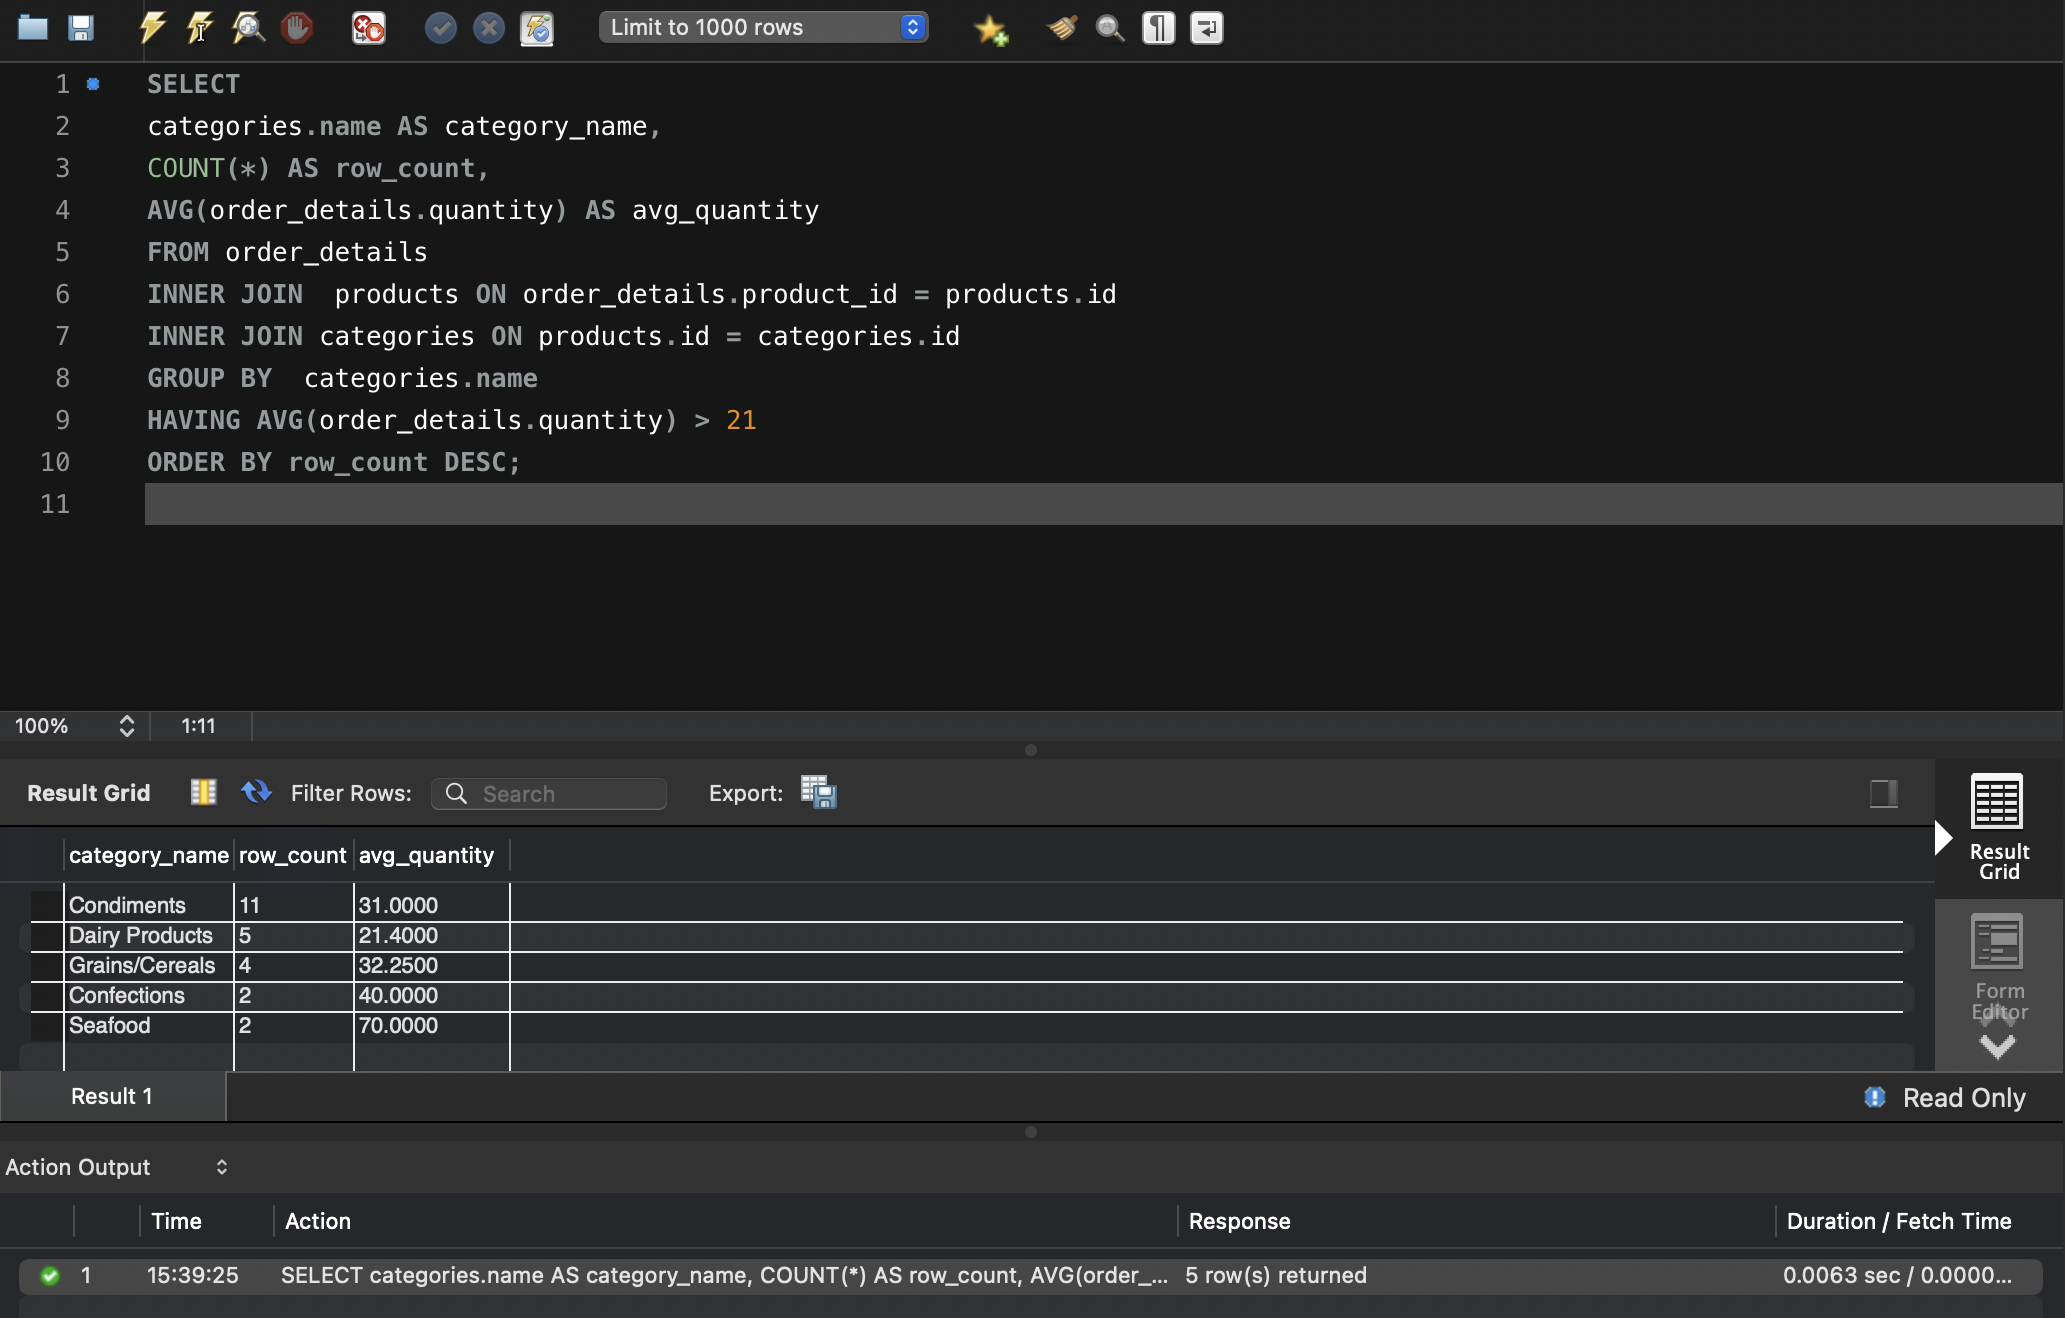 Limit to 1000 rows
1 SELECT
2 categories.name AS category_name,
3 COUNT(*) AS row_count,
4 AVG(order_details.quantity) AS avg_quantity
5 FROM order_details
6 INNER JOIN  products ON order_details.product_id = products.id
7 INNER JOIN categories ON products.id = categories.id
8 GROUP BY  categories.name
9 HAVING AVG(order_details.quantity) > 21
10 ORDER BY row_count DESC;
11
100% 1:11
Result Grid Filter Rows: Search Export:
Result
Grid
category_name row_count avg_quantity
Condiments 11 31.0000
Dairy Products 5 21.4000
Grains/Cereals 4 32.2500
Confections 2 40.0000
Seafood 2 70.0000
Form
Editor
Result 1 Read Only
Action Output
Time Action Response Duration / Fetch Time
1 15:39:25 SELECT categories.name AS category_name, COUNT(*) AS row_count, AVG(order_... 5 row(s) returned 0.0063 sec / 0.0000...